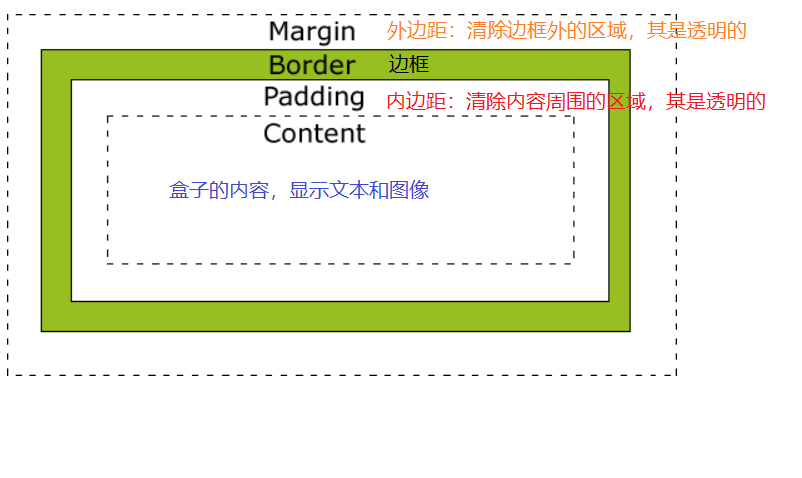 Margin 外边距：清除边框外的区域，其是透明的
Border 边框
Padding 内边距：清除内容周围的区域，其是透明的
Content
盒子的内容，显示文本和图像